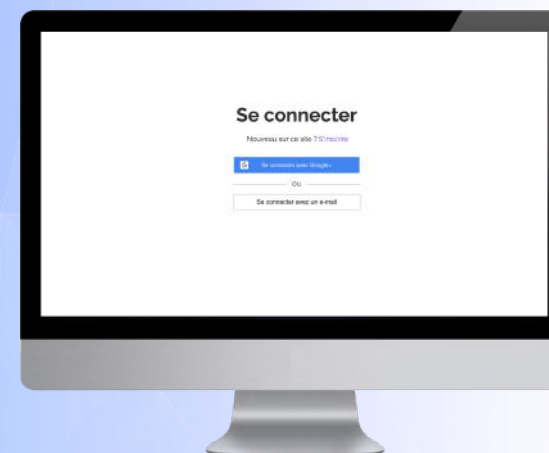 Se connecter
Nouveau sur ce site ? S'inscrire
Se connecter avec Google+
OU
Se connecter avec un e-mail